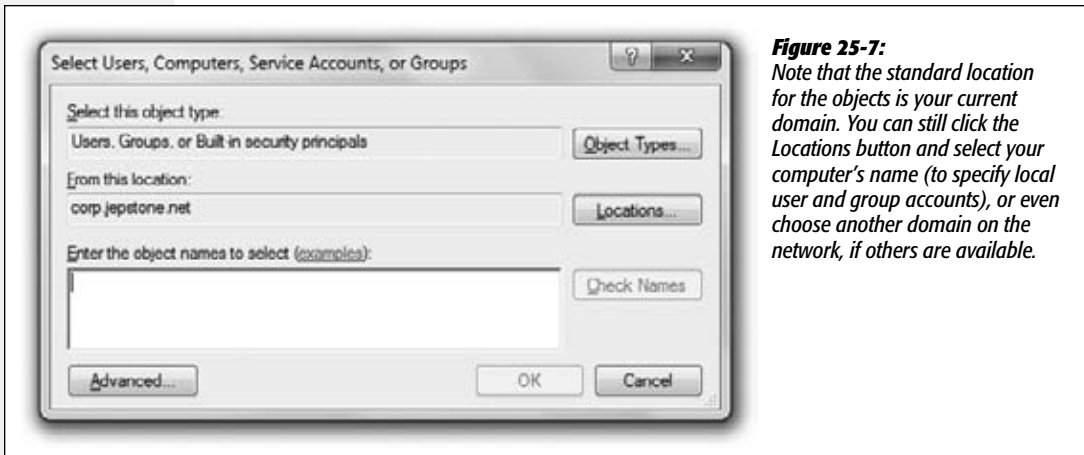 Select Users, Computers, Service Accounts, or Groups
Select this object type:
Users, Groups, or Built-in security principals
Object Types...
From this location:
corp.jepstone.net
Locations...
Enter the object names to select (examples):
Check Names
Advanced...
OK
Cancel
Figure 25-7:
Note that the standard location
for the objects is your current
domain. You can still click the
Locations button and select your
computer's name (to specify local
user and group accounts), or even
choose another domain on the
network, if others are available.